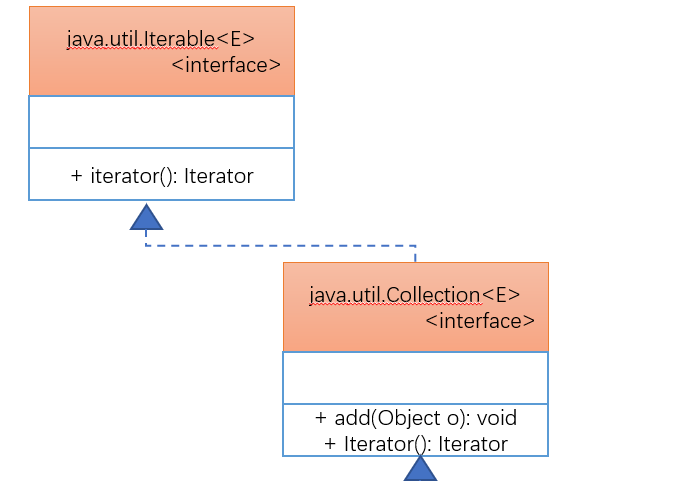 java.util.Iterable<E>
<interface>
+ iterator(): Iterator
java.util.Collection<E>
<interface>
+ add(Object o): void
+ Iterator(): Iterator